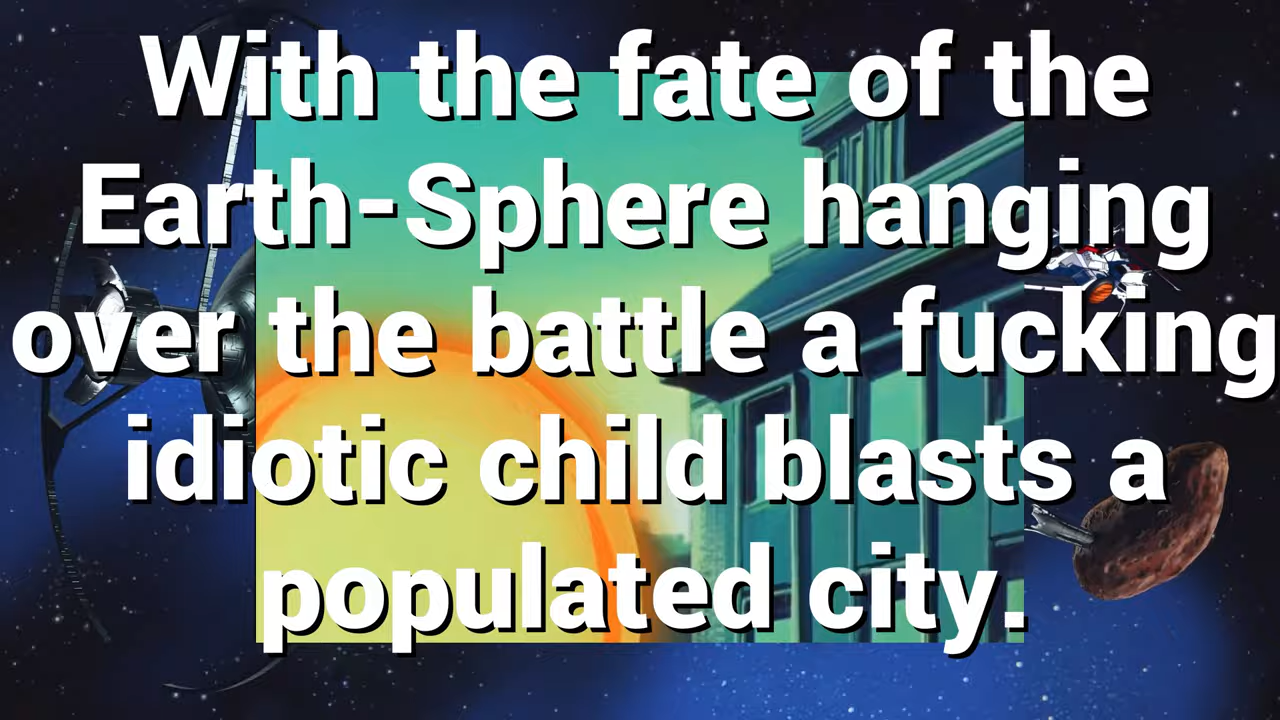 With the fate of the
Earth-Sphere hanging
over the battle a fucking
idiotic child blasts a
populated city.